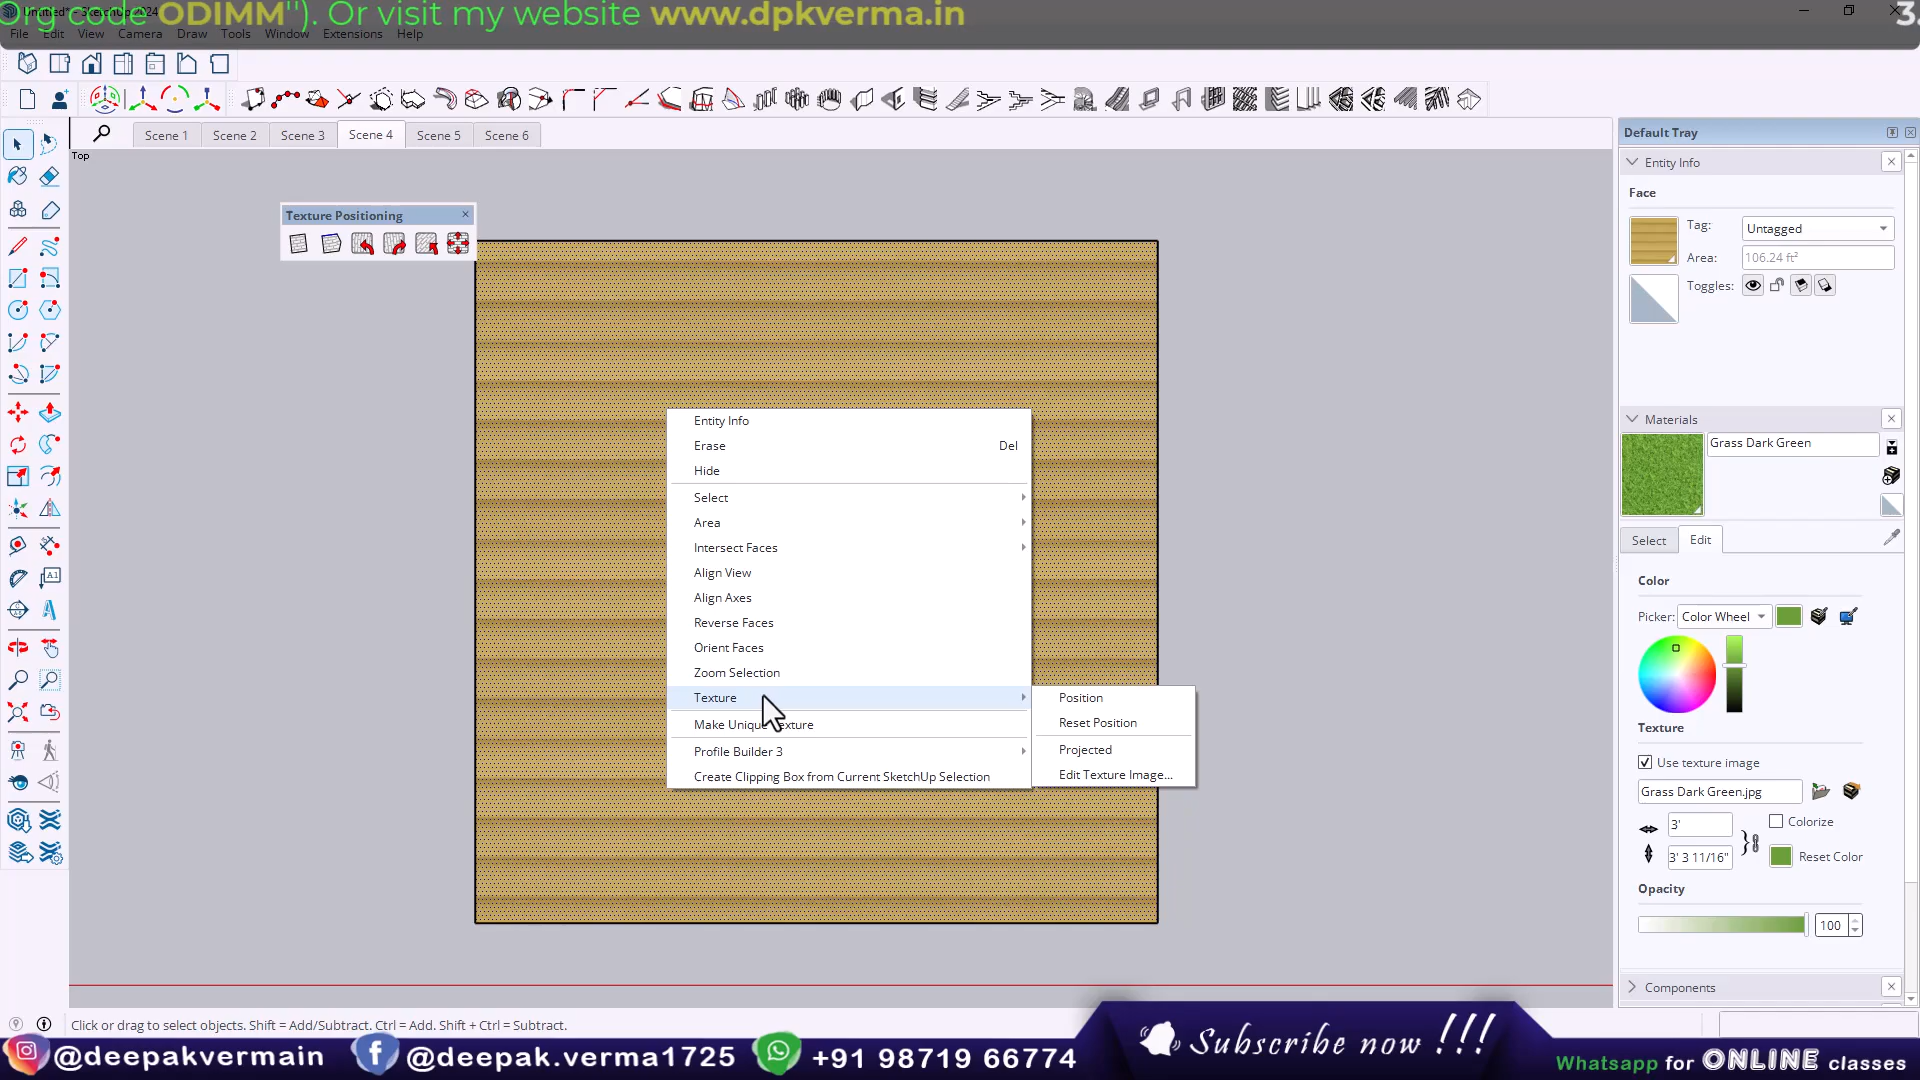 g code ODIMM"). Or visit my website www.dpkverma.in
3.
File Edit View Camera Draw Tools Window Extensions Help
Scene 1 Scene 2 Scene 3 Scene 4 Scene 5 Scene 6
Top
Texture Positioning
Entity Info
Erase Del
Hide
Select
Area
Intersect Faces
Align View
Align Axes
Reverse Faces
Orient Faces
Zoom Selection
Texture
Make Unique Texture
Profile Builder 3
Create Clipping Box from Current SketchUp Selection
Position
Reset Position
Projected
Edit Texture Image...
Default Tray
Entity Info
Face
Tag: Untagged
Area: 106.24 ft²
Toggles:
Materials
Grass Dark Green
Select Edit
Color
Picker: Color Wheel
Texture
Use texture image
Grass Dark Green.jpg
3' Colorize
3' 3 11/16" Reset Color
Opacity
100
Components
Click or drag to select objects. Shift = Add/Subtract. Ctrl = Add. Shift + Ctrl = Subtract.
@deepakvermain @deepak.verma1725 +91 98719 66774
Subscribe now !!!
Whatsapp for ONLINE classes